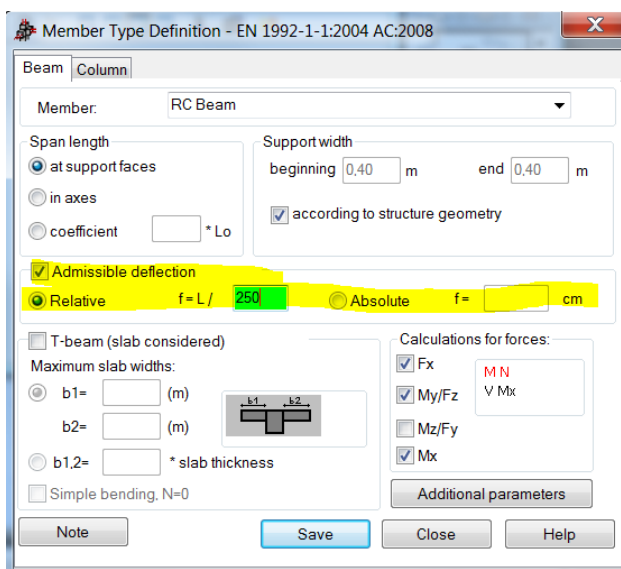 Member Type Definition - EN 1992-1-1:2004 AC:2008
X
Beam Column
Member: RC Beam
Span length
at support faces
in axes
coefficient * Lo
Support width
beginning 0,40 m end 0,40 m
according to structure geometry
Admissible deflection
Relative f = L / 250 Absolute f = cm
T-beam (slab considered)
Maximum slab widths:
b1= (m)
b2= (m)
b1 b2
b1,2= * slab thickness
Simple bending, N=0
Calculations for forces:
Fx
My/Fz
Mz/Fy
Mx
M N
V Mx
Additional parameters
Note Save Close Help